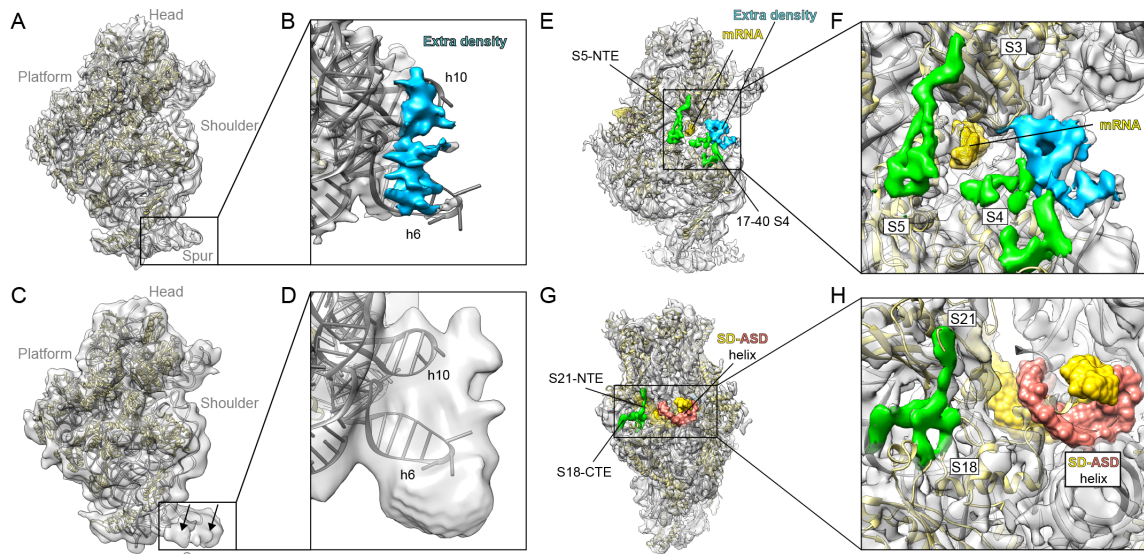 A
Head
Platform
Shoulder
Spur
B
Extra density
h10
h6
C
Head
Platform
Shoulder
D
h10
h6
E
Extra density
mRNA
S5-NTE
17-40 S4
F
S3
mRNA
S4
S5
G
SD-ASD
helix
S21-NTE
S18-CTE
H
S21
S18
SD-ASD
helix